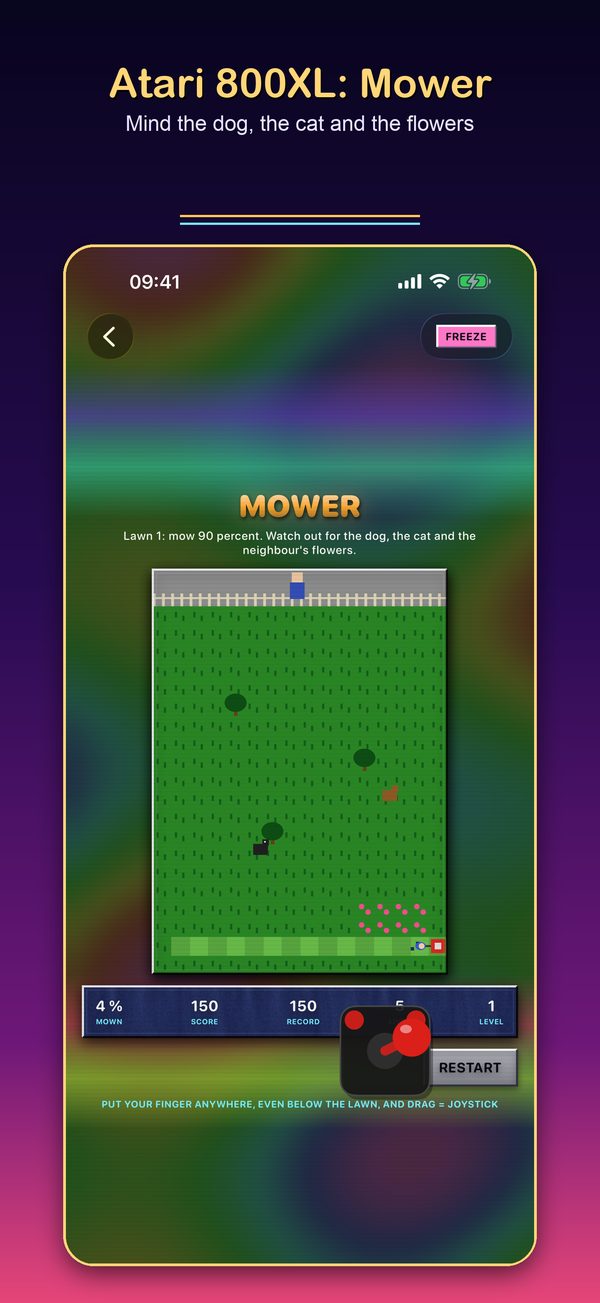 Atari 800XL: Mower
Mind the dog, the cat and the flowers
09:41
FREEZE
MOWER
Lawn 1: mow 90 percent. Watch out for the dog, the cat and the
neighbour's flowers.
4 % 150 150 5 1
MOWN SCORE RECORD LEVEL
RESTART
PUT YOUR FINGER ANYWHERE, EVEN BELOW THE LAWN, AND DRAG = JOYSTICK